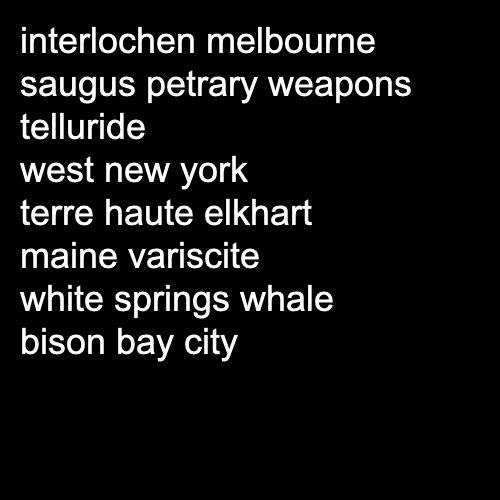 interlochen melbourne
saugus petrary weapons
telluride
west new york
terre haute elkhart
maine variscite
white springs whale
bison bay city